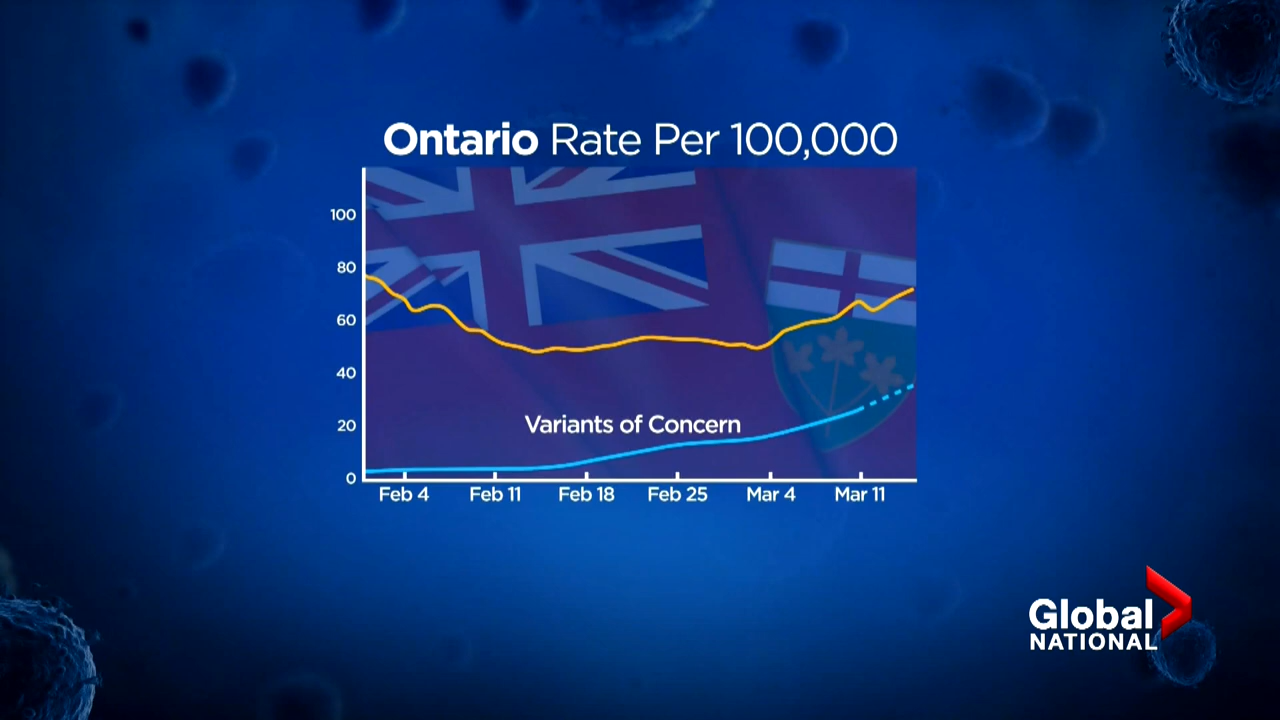 Ontario Rate Per 100,000
100
80
60
40
20
0
Variants of Concern
Feb 4 Feb 11 Feb 18 Feb 25 Mar 4 Mar 11
Global
NATIONAL